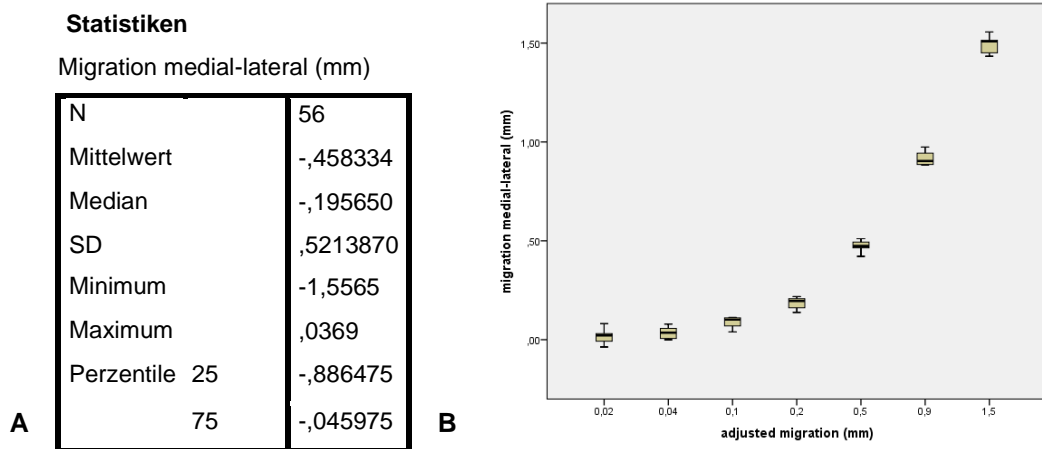 Statistiken
Migration medial-lateral (mm)
N 56
Mittelwert -,458334
Median -,195650
SD ,5213870
Minimum -1,5565
Maximum ,0369
Perzentile 25 -,886475
75 -,045975
A
migration medial-lateral (mm)
1,50
1,00
,50
,00
0,02 0,04 0,1 0,2 0,5 0,9 1,5
adjusted migration (mm)
B